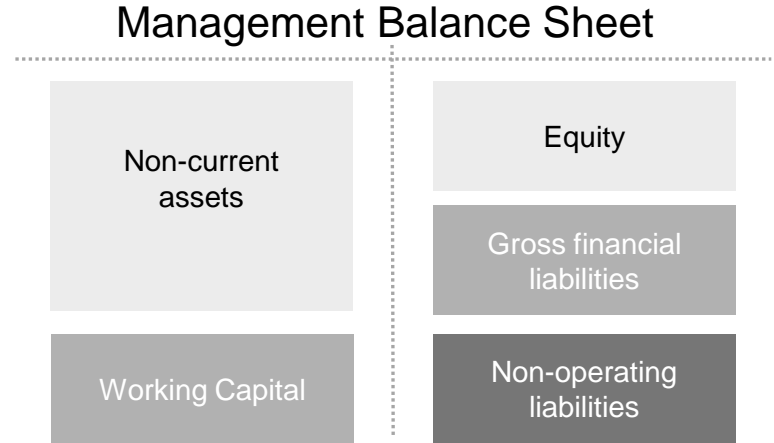 Management Balance Sheet
Non-current
assets
Working Capital
Equity
Gross financial
liabilities
Non-operating
liabilities